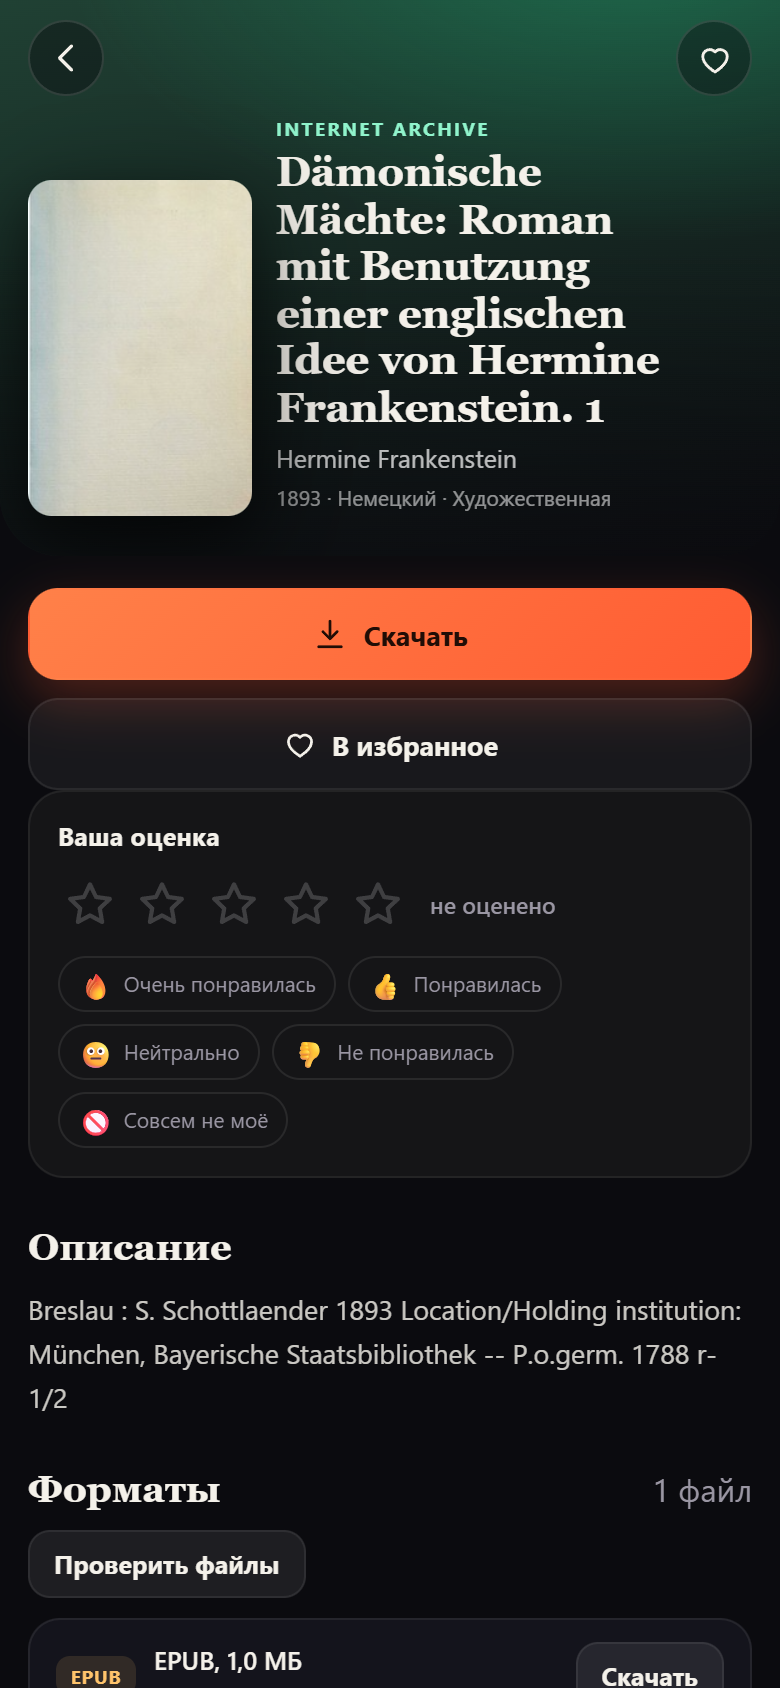 INTERNET ARCHIVE
Dämonische
Mächte: Roman
mit Benutzung
einer englischen
Idee von Hermine
Frankenstein. 1
Hermine Frankenstein
1893 · Немецкий · Художественная
Скачать
В избранное
Ваша оценка
не оценено
Очень понравилась
Понравилась
Нейтрально
Не понравилась
Совсем не моё
Описание
Breslau : S. Schottlaender 1893 Location/Holding institution:
München, Bayerische Staatsbibliothek -- P.o.germ. 1788 r-
1/2
Форматы
1 файл
Проверить файлы
EPUB
EPUB, 1,0 МБ
Скачать